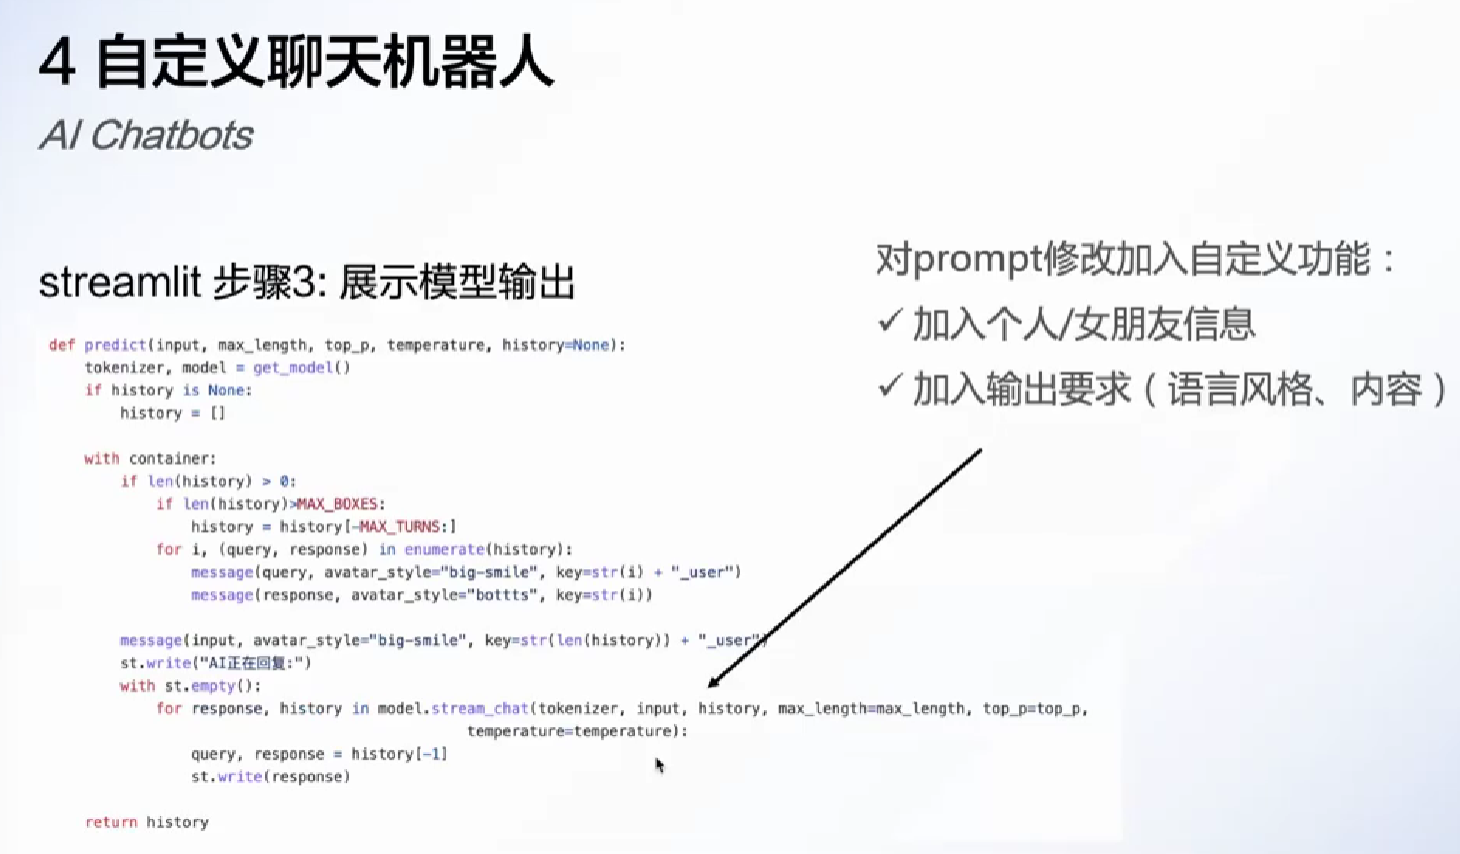 4 自定义聊天机器人
AI Chatbots
streamlit 步骤3: 展示模型输出
def predict(input, max_length, top_p, temperature, history=None):
    tokenizer, model = get_model()
    if history is None:
        history = []
    with container:
        if len(history) > 0:
            if len(history)>MAX_BOXES:
                history = history[-MAX_TURNS:]
            for i, (query, response) in enumerate(history):
                message(query, avatar_style="big-smile", key=str(i) + "_user")
                message(response, avatar_style="bottts", key=str(i))
        message(input, avatar_style="big-smile", key=str(len(history)) + "_user")
        st.write("AI正在回复:")
        with st.empty():
            for response, history in model.stream_chat(tokenizer, input, history, max_length=max_length, top_p=top_p,
                                               temperature=temperature):
                query, response = history[-1]
                st.write(response)
    return history
对prompt修改加入自定义功能：
✓ 加入个人/女朋友信息
✓ 加入输出要求（语言风格、内容）